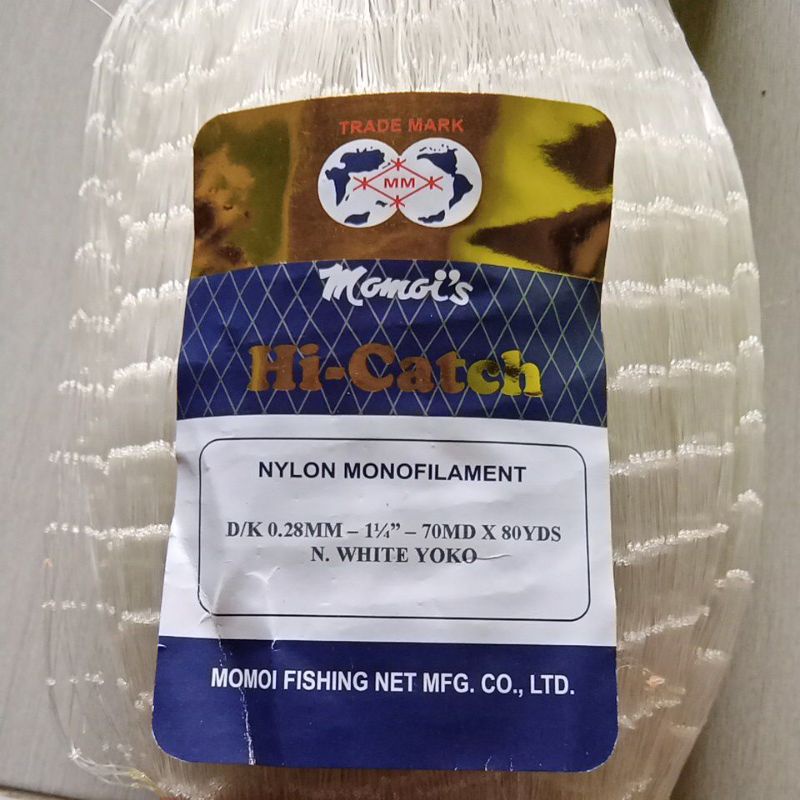 TRADE MARK
MM
Momoi's
Hi-Catch
NYLON MONOFILAMENT
D/K 0.28MM – 1¼” – 70MD X 80YDS
N. WHITE YOKO
MOMOI FISHING NET MFG. CO., LTD.